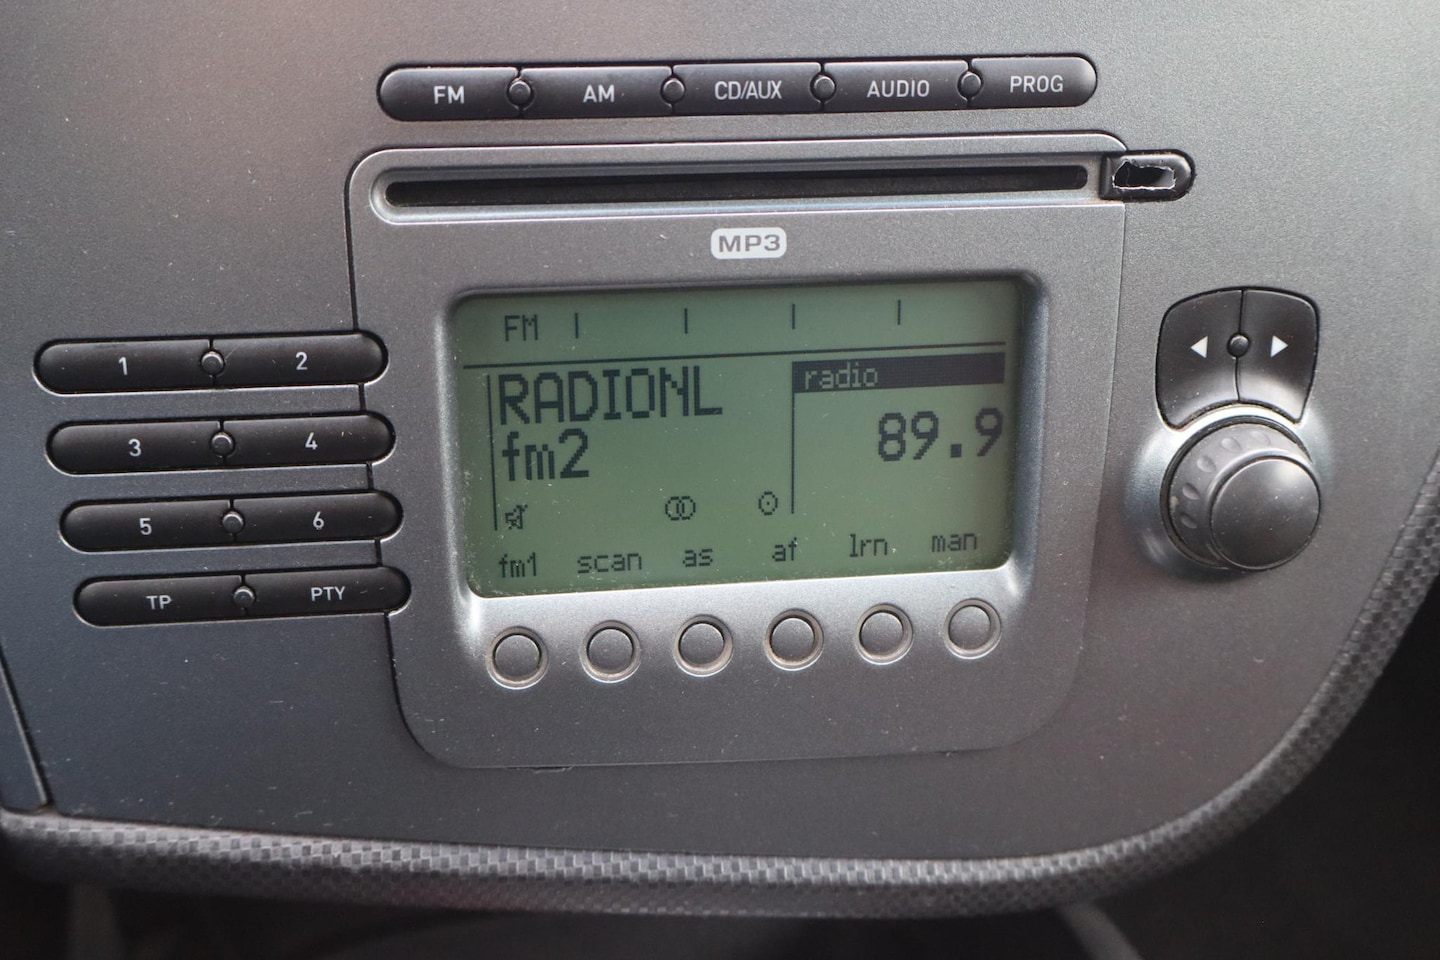 FM AM CD/AUX AUDIO PROG
MP3
FM
RADIONL
fm2
radio
89.9
fm1 scan as af lrn man
1 2
3 4
5 6
TP PTY